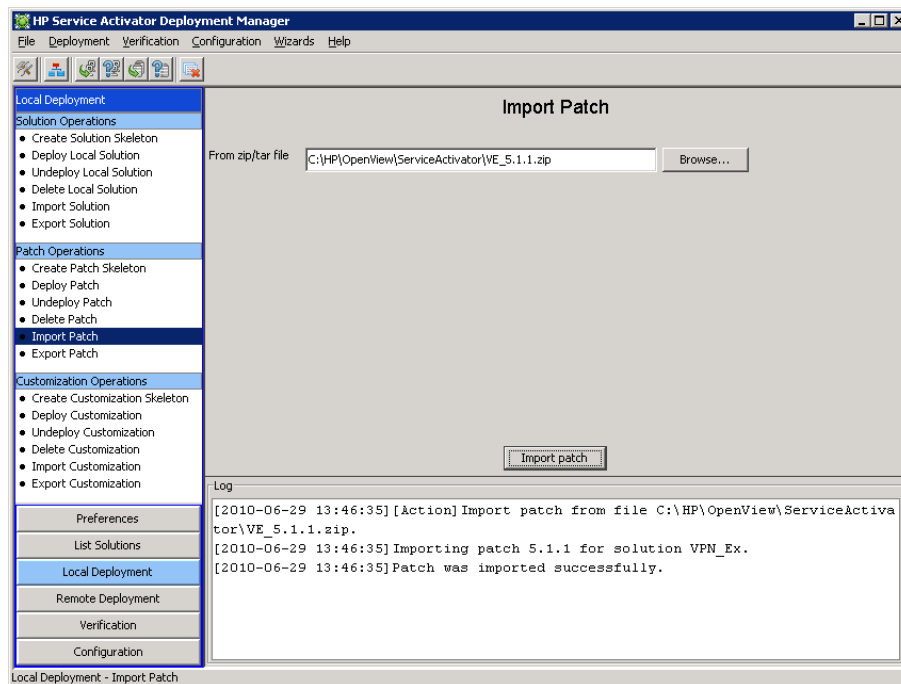 HP Service Activator Deployment Manager
File Deployment Verification Configuration Wizards Help
Local Deployment
Solution Operations
Create Solution Skeleton
Deploy Local Solution
Undeploy Local Solution
Delete Local Solution
Import Solution
Export Solution
Patch Operations
Create Patch Skeleton
Deploy Patch
Undeploy Patch
Delete Patch
Import Patch
Export Patch
Customization Operations
Create Customization Skeleton
Deploy Customization
Undeploy Customization
Delete Customization
Import Customization
Export Customization
Preferences
List Solutions
Local Deployment
Remote Deployment
Verification
Configuration
Import Patch
From zip/tar file C:\HP\OpenView\ServiceActivator\VE_5.1.1.zip Browse...
Import patch
Log
[2010-06-29 13:46:35][Action]Import patch from file C:\HP\OpenView\ServiceActiva
tor\VE_5.1.1.zip.
[2010-06-29 13:46:35]Importing patch 5.1.1 for solution VPN_Ex.
[2010-06-29 13:46:35]Patch was imported successfully.
Local Deployment - Import Patch